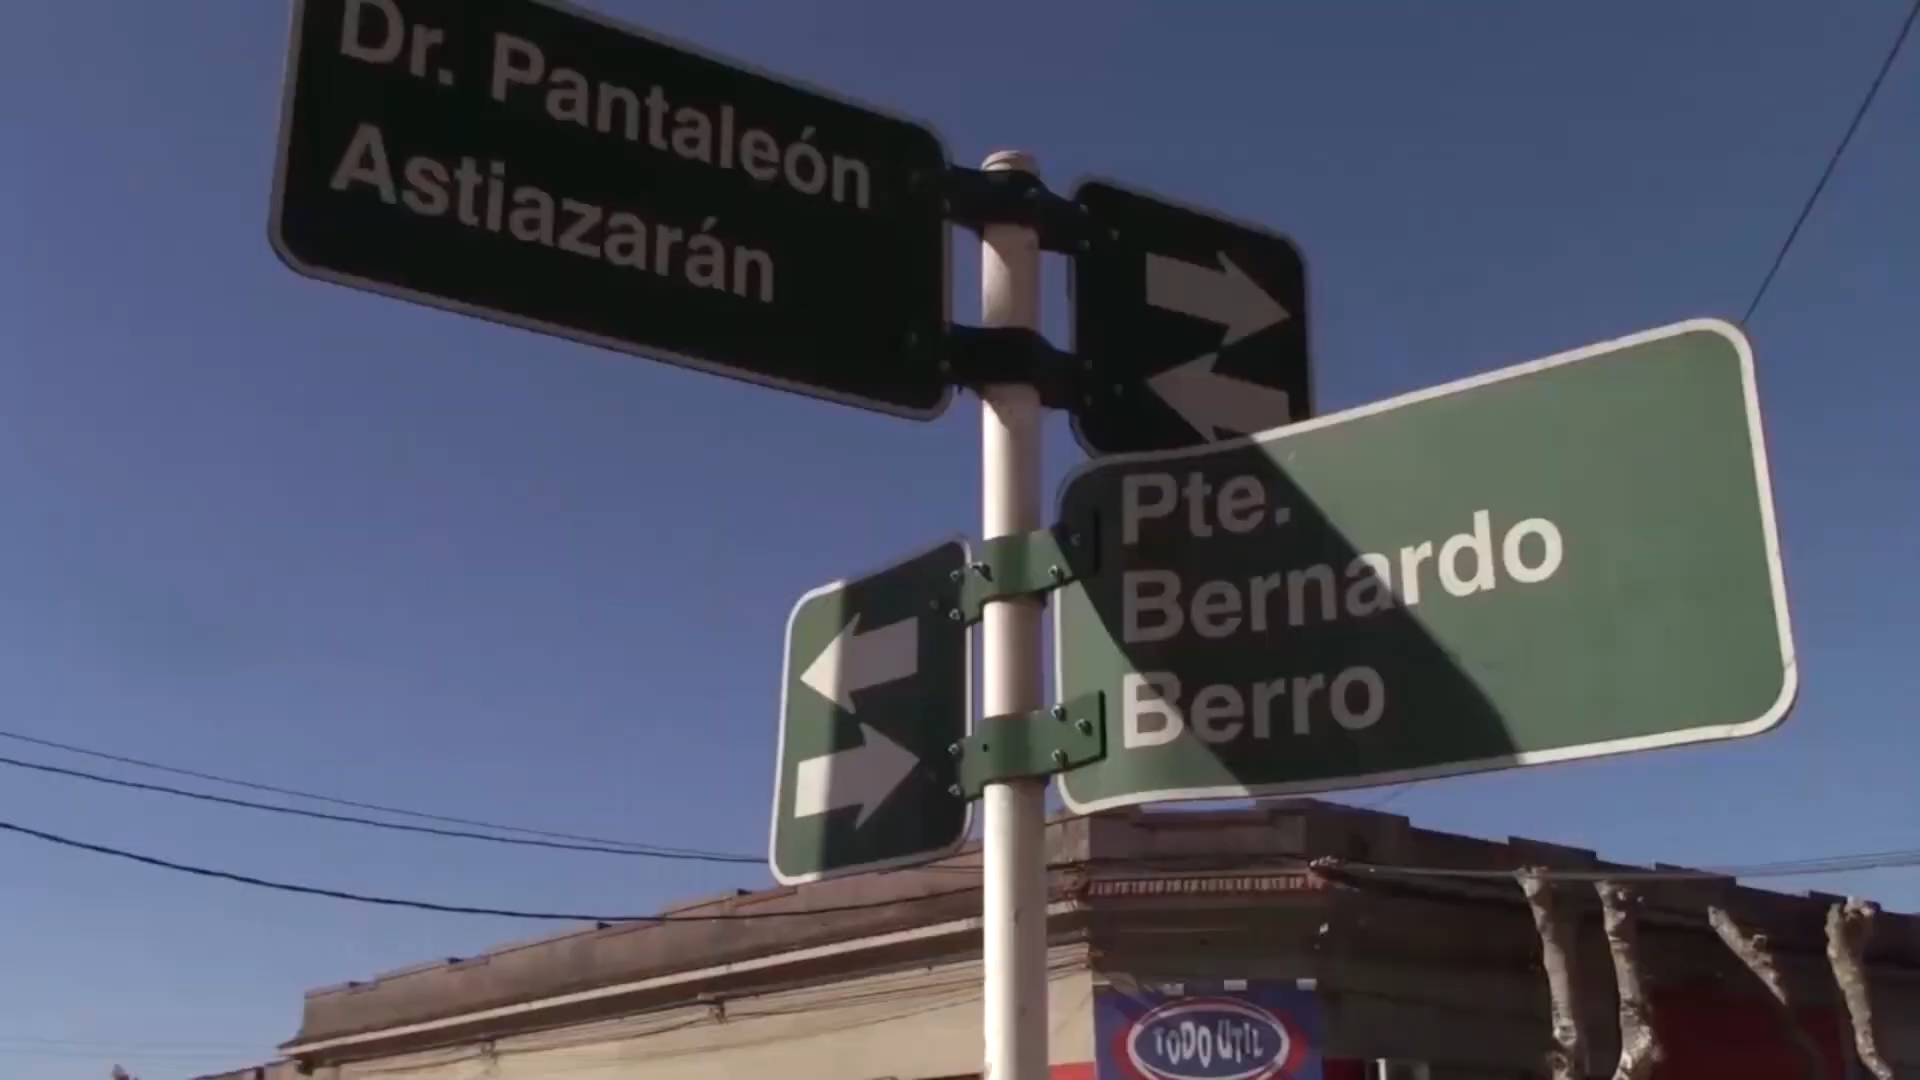 Dr. Pantaleón
Astiazarán
Pte.
Bernardo
Berro
TODO UTIL